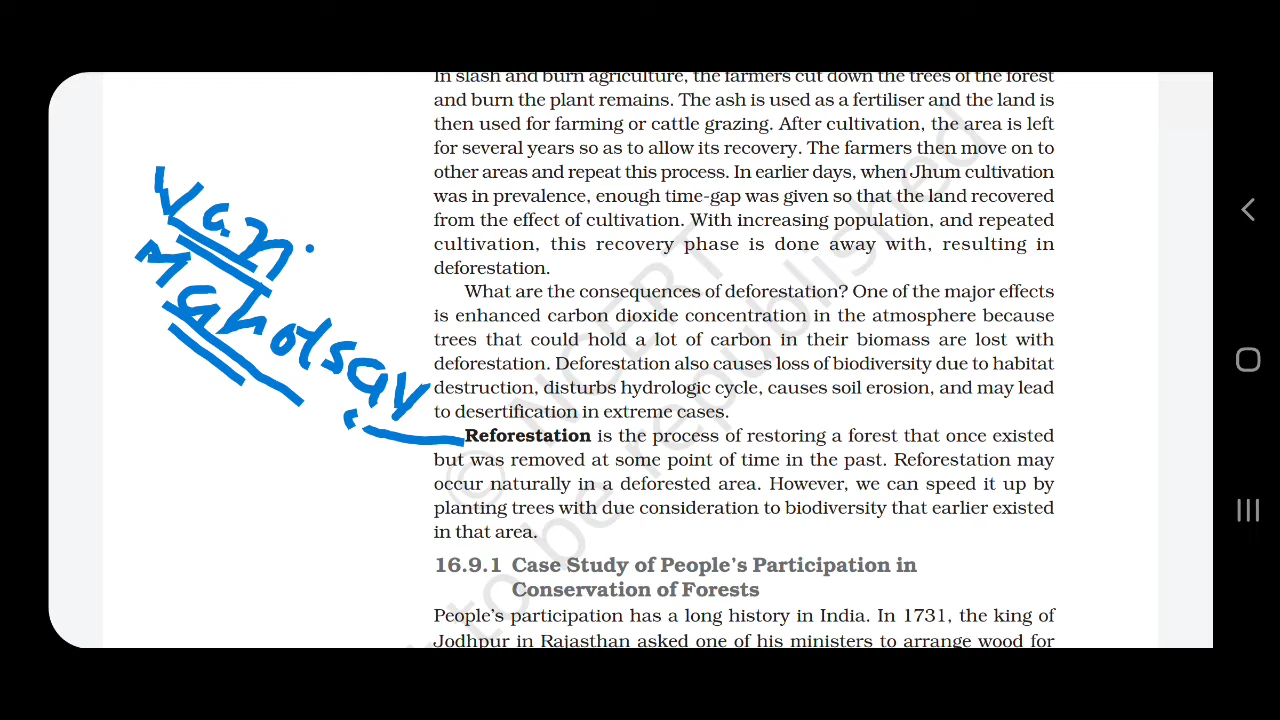 In slash and burn agriculture, the farmers cut down the trees of the forest
and burn the plant remains. The ash is used as a fertiliser and the land is
then used for farming or cattle grazing. After cultivation, the area is left
for several years so as to allow its recovery. The farmers then move on to
other areas and repeat this process. In earlier days, when Jhum cultivation
was in prevalence, enough time-gap was given so that the land recovered
from the effect of cultivation. With increasing population, and repeated
cultivation, this recovery phase is done away with, resulting in
deforestation.
What are the consequences of deforestation? One of the major effects
is enhanced carbon dioxide concentration in the atmosphere because
trees that could hold a lot of carbon in their biomass are lost with
deforestation. Deforestation also causes loss of biodiversity due to habitat
destruction, disturbs hydrologic cycle, causes soil erosion, and may lead
to desertification in extreme cases.
Van
Mahotsav
Reforestation is the process of restoring a forest that once existed
but was removed at some point of time in the past. Reforestation may
occur naturally in a deforested area. However, we can speed it up by
planting trees with due consideration to biodiversity that earlier existed
in that area.
16.9.1 Case Study of People's Participation in
Conservation of Forests
People's participation has a long history in India. In 1731, the king of
Jodhpur in Rajasthan asked one of his ministers to arrange wood for
© NCERT
to be republished